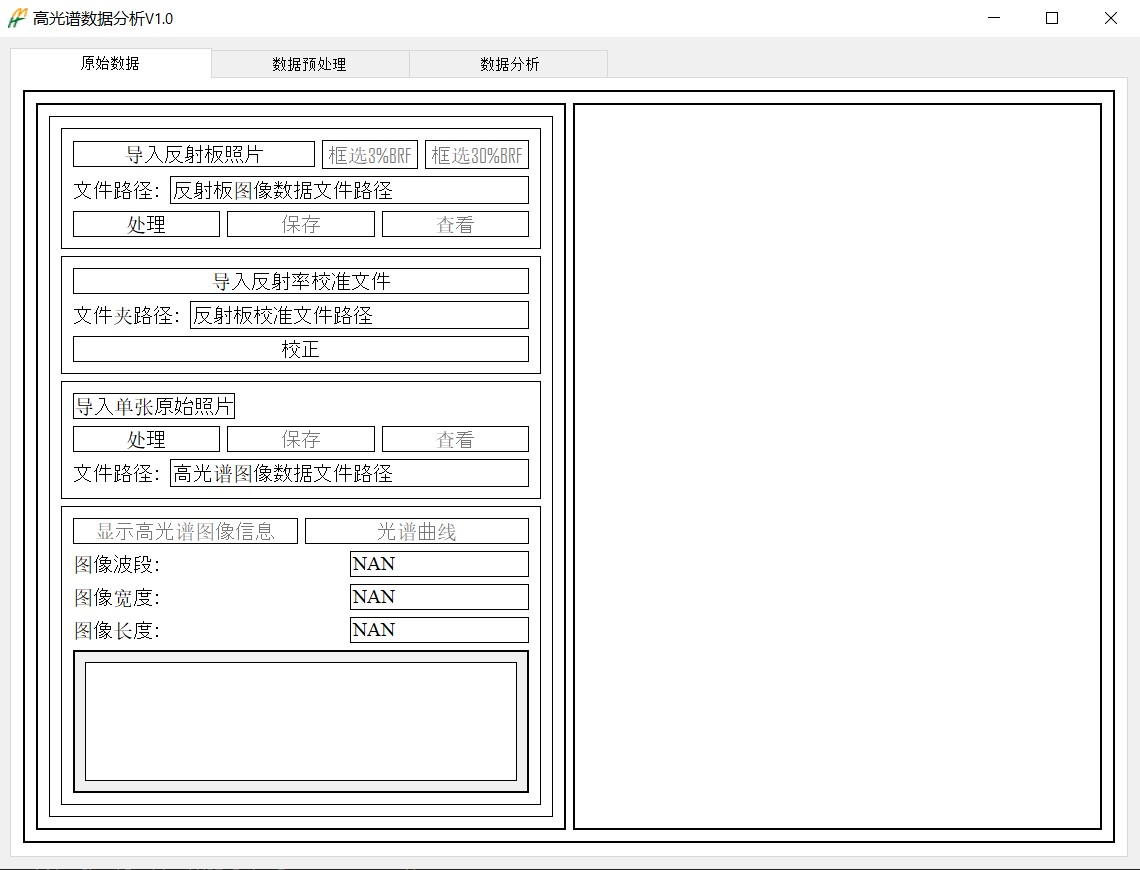 高光谱数据分析V1.0
原始数据 数据预处理 数据分析
导入反射板照片 框选3%BRF 框选30%BRF
文件路径: 反射板图像数据文件路径
处理 保存 查看
导入反射率校准文件
文件夹路径: 反射板校准文件路径
校正
导入单张原始照片
处理 保存 查看
文件路径: 高光谱图像数据文件路径
显示高光谱图像信息 光谱曲线
图像波段: NAN
图像宽度: NAN
图像长度: NAN